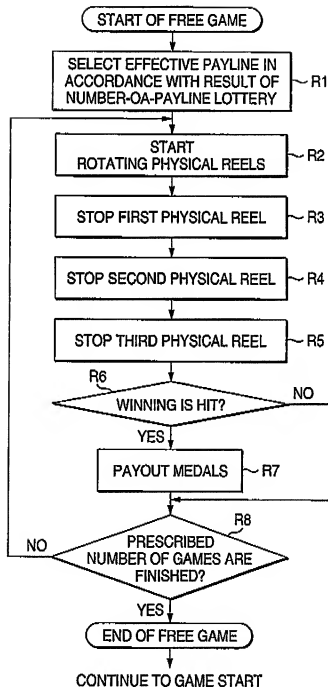 START OF FREE GAME
SELECT EFFECTIVE PAYLINE IN
ACCORDANCE WITH RESULT OF
NUMBER-OA-PAYLINE LOTTERY
R1
START
ROTATING PHYSICAL REELS
R2
STOP FIRST PHYSICAL REEL
R3
STOP SECOND PHYSICAL REEL
R4
STOP THIRD PHYSICAL REEL
R5
R6
WINNING IS HIT?
NO
YES
PAYOUT MEDALS
R7
R8
PRESCRIBED
NUMBER OF GAMES ARE
FINISHED?
NO
YES
END OF FREE GAME
CONTINUE TO GAME START